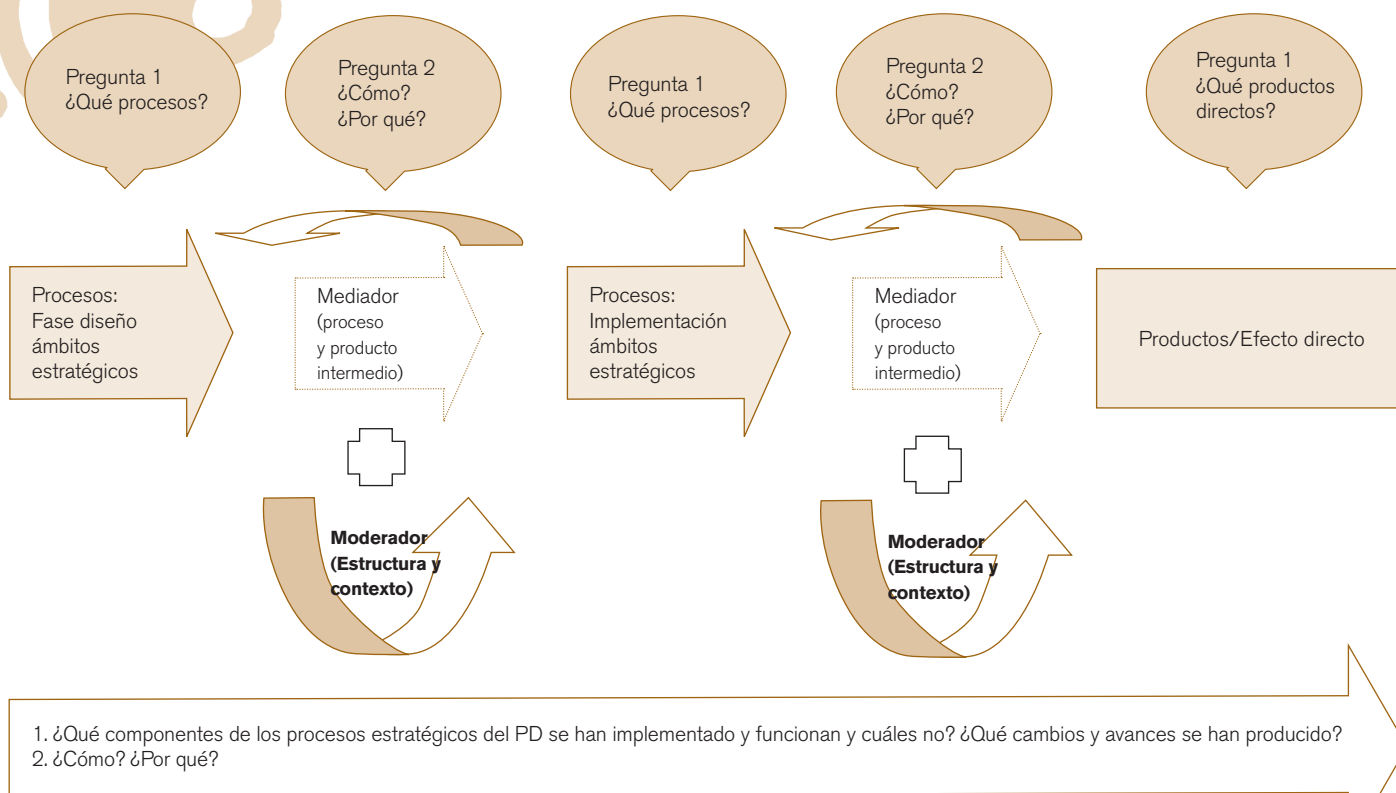 Pregunta 1
¿Qué procesos?
Pregunta 2
¿Cómo?
¿Por qué?
Pregunta 1
¿Qué procesos?
Pregunta 2
¿Cómo?
¿Por qué?
Pregunta 1
¿Qué productos
directos?
Procesos:
Fase diseño
ámbitos
estratégicos
Mediador
(proceso
y producto
intermedio)
Procesos:
Implementación
ámbitos
estratégicos
Mediador
(proceso
y producto
intermedio)
Productos/Efecto directo
Moderador
(Estructura y
contexto)
Moderador
(Estructura y
contexto)
1. ¿Qué componentes de los procesos estratégicos del PD se han implementado y funcionan y cuáles no? ¿Qué cambios y avances se han producido?
2. ¿Cómo? ¿Por qué?